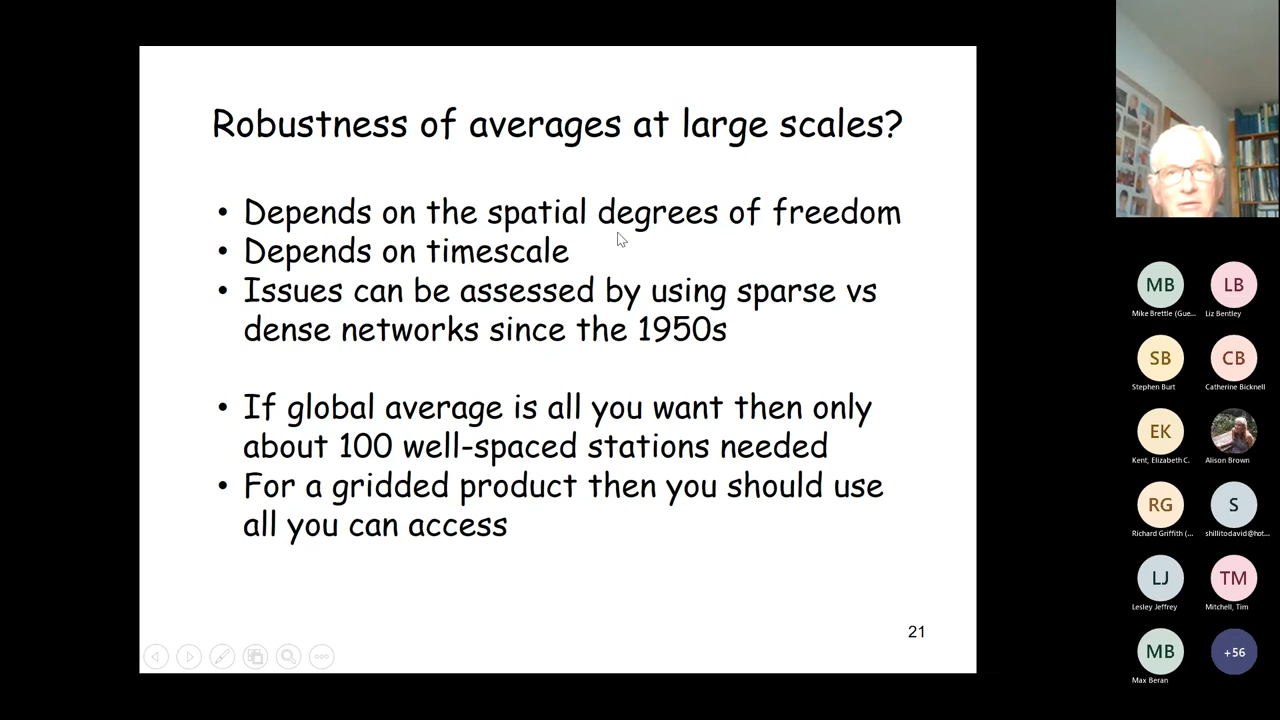 Robustness of averages at large scales?
• Depends on the spatial degrees of freedom
• Depends on timescale
• Issues can be assessed by using sparse vs
dense networks since the 1950s
• If global average is all you want then only
about 100 well-spaced stations needed
• For a gridded product then you should use
all you can access
21
MB
LB
Mike Brettle (Gue...
Liz Bentley
SB
CB
Stephen Burt
Catherine Bicknell
EK
Kent, Elizabeth C.
Alison Brown
RG
S
Richard Griffith (...
shillitodavid@hot...
LJ
TM
Lesley Jeffrey
Mitchell, Tim
MB
+56
Max Beran